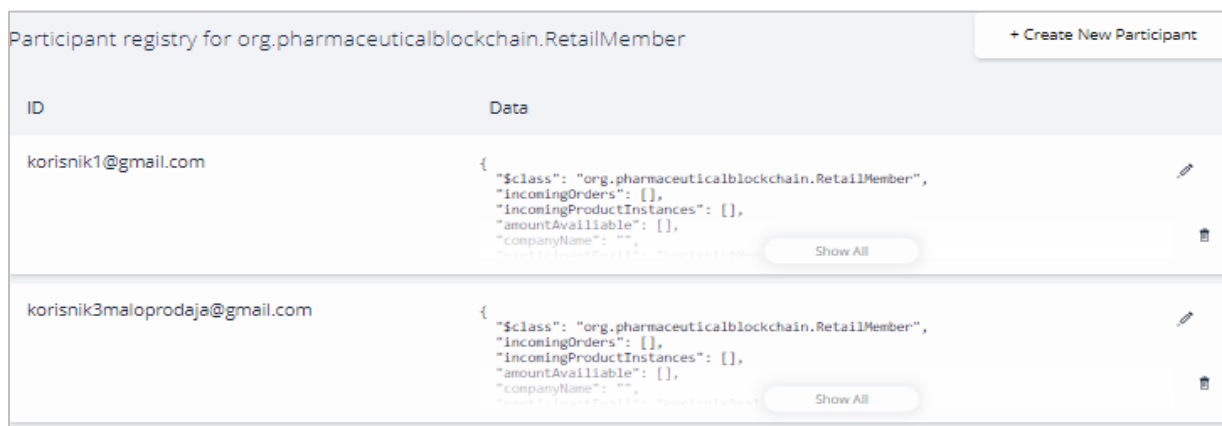 Participant registry for org.pharmaceuticalblockchain.RetailMember
+ Create New Participant
ID Data
korisnik1@gmail.com
{
"$class": "org.pharmaceuticalblockchain.RetailMember",
"incomingOrders": [],
"incomingProductInstances": [],
"amountAvailiable": [],
"companyName": "",
Show All
korisnik3maloprodaja@gmail.com
{
"$class": "org.pharmaceuticalblockchain.RetailMember",
"incomingOrders": [],
"incomingProductInstances": [],
"amountAvailiable": [],
"companyName": "",
Show All